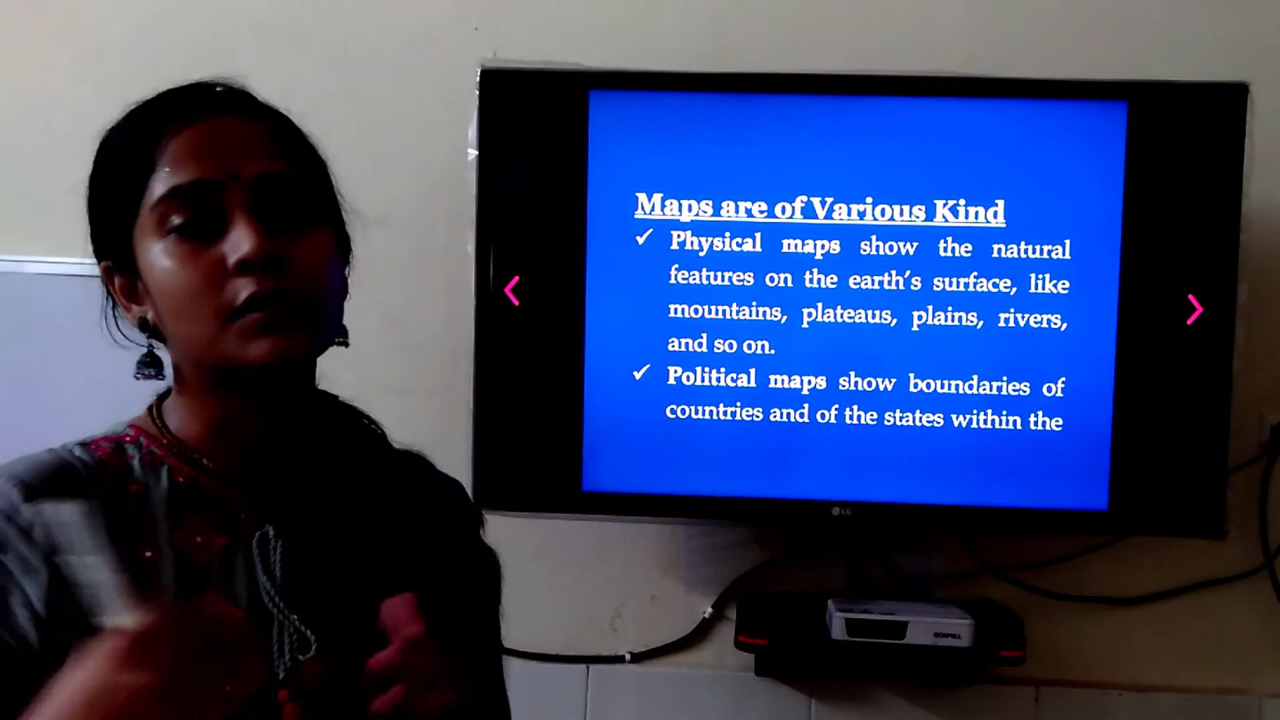 Maps are of Various Kind
✓ Physical maps show the natural
features on the earth's surface, like
mountains, plateaus, plains, rivers,
and so on.
✓ Political maps show boundaries of
countries and of the states within the
LG